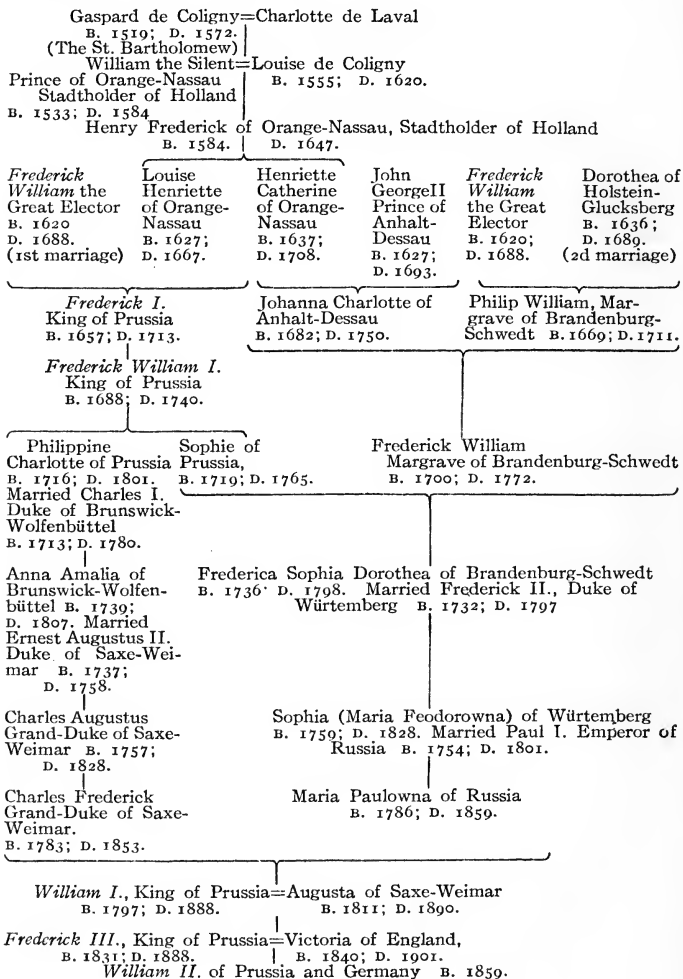 Gaspard de Coligny=Charlotte de Laval
B. 1519; D. 1572.
(The St. Bartholomew)
William the Silent=Louise de Coligny
Prince of Orange-Nassau
B. 1555; D. 1620.
Stadtholder of Holland
B. 1533; D. 1584
Henry Frederick of Orange-Nassau, Stadtholder of Holland
B. 1584. D. 1647.
Frederick
William the
Great Elector
B. 1620
D. 1688.
(1st marriage)
Louise
Henriette
of Orange-
Nassau
B. 1627;
D. 1667.
Henriette
Catherine
of Orange-
Nassau
B. 1637;
D. 1708.
John
George II
Prince of
Anhalt-
Dessau
B. 1627;
D. 1693.
Frederick
William
the Great
Elector
B. 1620;
D. 1688.
Dorothea of
Holstein-
Glucksberg
B. 1636;
D. 1689.
(2d marriage)
Frederick I.
King of Prussia
B. 1657; D. 1713.
Johanna Charlotte of
Anhalt-Dessau
B. 1682; D. 1750.
Philip William, Mar-
grave of Brandenburg-
Schwedt B. 1669; D. 1711.
Frederick William I.
King of Prussia
B. 1688; D. 1740.
Philippine
Charlotte of Prussia
B. 1716; D. 1801.
Married Charles I.
Duke of Brunswick-
Wolfenbüttel
B. 1713; D. 1780.
Sophie of
Prussia,
B. 1719; D. 1765.
Frederick William
Margrave of Brandenburg-Schwedt
B. 1700; D. 1772.
Anna Amalia of
Brunswick-Wolfen-
büttel B. 1739;
D. 1807. Married
Ernest Augustus II.
Duke of Saxe-Wei-
mar B. 1737;
D. 1758.
Frederica Sophia Dorothea of Brandenburg-Schwedt
B. 1736· D. 1798. Married Frederick II., Duke of
Würtemberg B. 1732; D. 1797
Charles Augustus
Grand-Duke of Saxe-
Weimar B. 1757;
D. 1828.
Sophia (Maria Feodorowna) of Würtemberg
B. 1759; D. 1828. Married Paul I. Emperor of
Russia B. 1754; D. 1801.
Charles Frederick
Grand-Duke of Saxe-
Weimar.
B. 1783; D. 1853.
Maria Paulowna of Russia
B. 1786; D. 1859.
William I., King of Prussia=Augusta of Saxe-Weimar
B. 1797; D. 1888. B. 1811; D. 1890.
Frederick III., King of Prussia=Victoria of England,
B. 1831; D. 1888. B. 1840; D. 1901.
William II. of Prussia and Germany B. 1859.